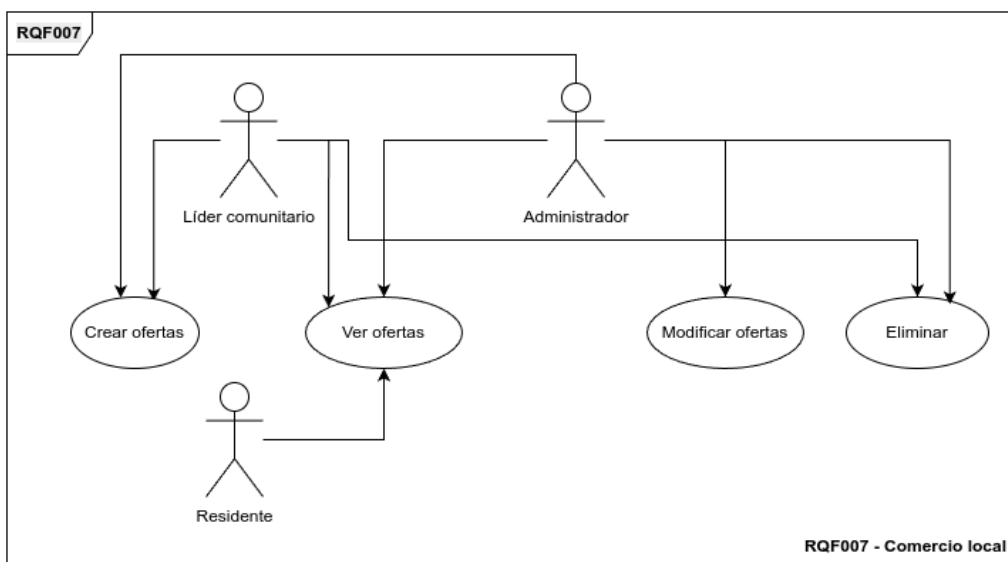 RQF007
Líder comunitario
Administrador
Crear ofertas
Ver ofertas
Modificar ofertas
Eliminar
Residente
RQF007 - Comercio local